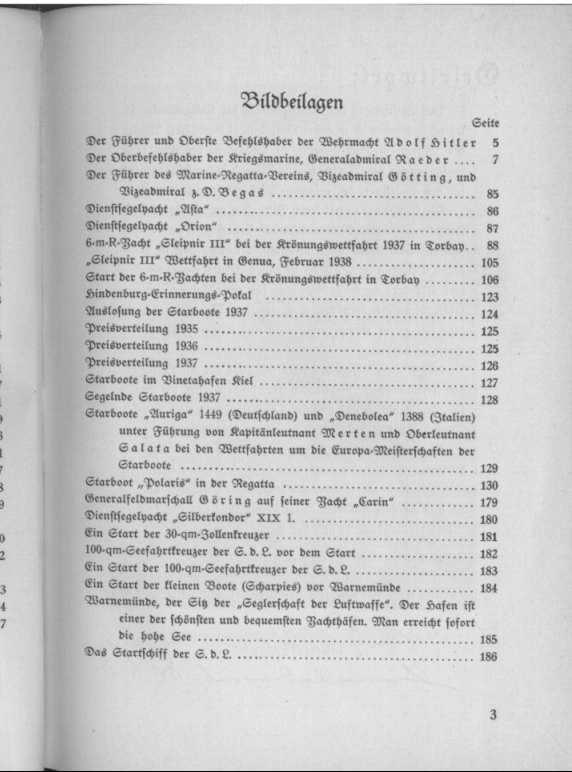 Bildbeilagen
Seite
Der Führer und Oberste Befehlshaber der Wehrmacht Adolf Hitler 5
Der Oberbefehlshaber der Kriegsmarine, Generaladmiral Raeder .... 7
Der Führer des Marine-Regatta-Vereins, Vizeadmiral Götting, und
Vizeadmiral z. D. Begas ........................................ 85
Dienstsegelyacht „Asta“ ........................................ 86
Dienstsegelyacht „Orion“ ....................................... 87
6-m-R-Yacht „Sleipnir III“ bei der Krönungswettfahrt 1937 in Torbay.. 88
„Sleipnir III“ Wettfahrt in Genua, Februar 1938 .................. 105
Start der 6-m-R-Yachten bei der Krönungswettfahrt in Torbay ........ 106
Hindenburg-Erinnerungs-Pokal ................................ 123
Auslosung der Starboote 1937 .................................. 124
Preisverteilung 1935 .......................................... 125
Preisverteilung 1936 .......................................... 125
Preisverteilung 1937 .......................................... 126
Starboote im Binetahafen Kiel .................................. 127
Segelnde Starboote 1937 ....................................... 128
Starboote „Auriga“ 1449 (Deutschland) und „Denebolea“ 1388 (Italien)
unter Führung von Kapitänleutnant Merten und Oberleutnant
Salata bei den Wettfahrten um die Europa-Meisterschaften der
Starboote .............................................. 129
Starboot „Polaris“ in der Regatta ............................... 130
Generalfeldmarschall Göring auf seiner Yacht „Carin“ ............. 179
Dienstsegelyacht „Silberkondor“ XIX 1. .......................... 180
Ein Start der 30-qm-Jollenkreuzer ............................... 181
100-qm-Seefahrtkreuzer der S. d. L. vor dem Start ................. 182
Ein Start der 100-qm-Seefahrtkreuzer der S. d. L. ................. 183
Ein Start der kleinen Boote (Scharpies) vor Warnemünde ........... 184
Warnemünde, der Sitz der „Seglerschaft der Luftwaffe“. Der Hafen ist
einer der schönsten und bequemsten Yachthäfen. Man erreicht sofort
die hohe See ........................................... 185
Das Startschiff der S. d. L. .................................... 186
3